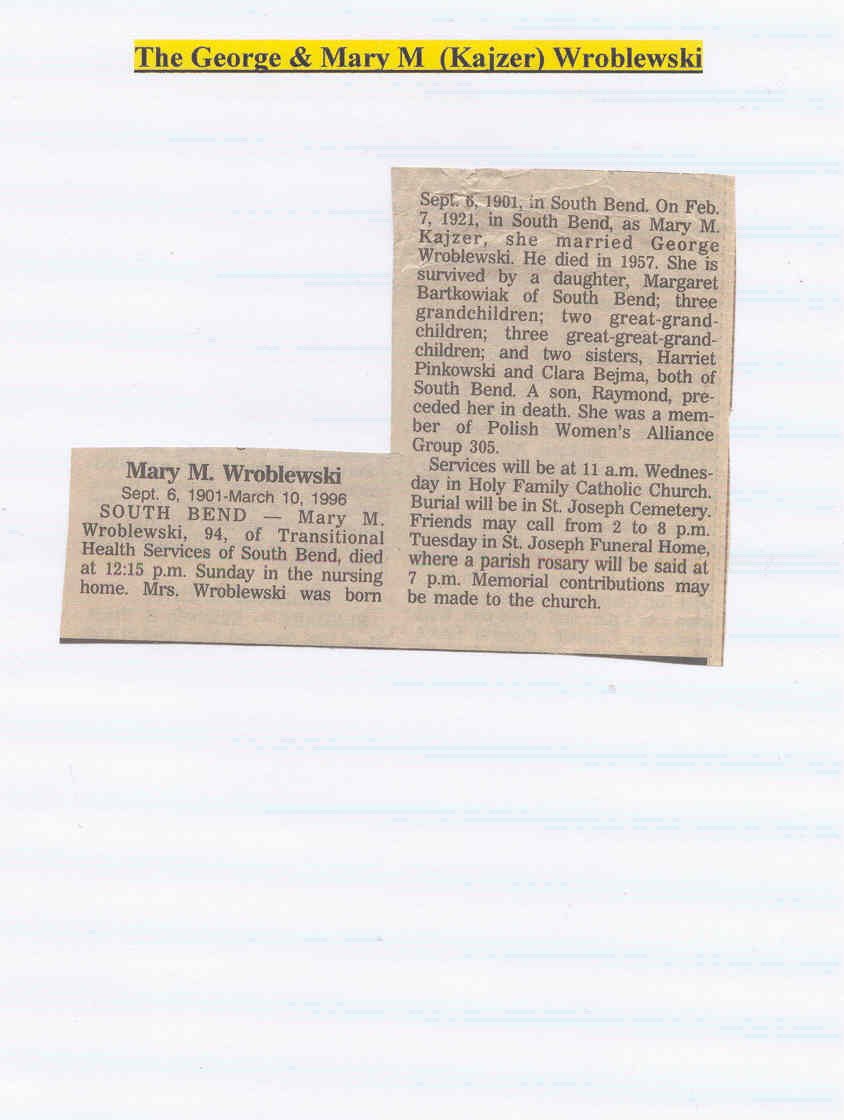 The George & Mary M (Kajzer) Wroblewski
Mary M. Wroblewski
Sept. 6, 1901-March 10, 1996
SOUTH BEND — Mary M.
Wroblewski, 94, of Transitional
Health Services of South Bend, died
at 12:15 p.m. Sunday in the nursing
home. Mrs. Wroblewski was born
Sept. 6, 1901, in South Bend. On Feb.
7, 1921, in South Bend, as Mary M.
Kajzer, she married George
Wroblewski. He died in 1957. She is
survived by a daughter, Margaret
Bartkowiak of South Bend; three
grandchildren; two great-grand-
children; three great-great-grand-
children; and two sisters, Harriet
Pinkowski and Clara Bejma, both of
South Bend. A son, Raymond, pre-
ceded her in death. She was a mem-
ber of Polish Women's Alliance
Group 305.
Services will be at 11 a.m. Wednes-
day in Holy Family Catholic Church.
Burial will be in St. Joseph Cemetery.
Friends may call from 2 to 8 p.m.
Tuesday in St. Joseph Funeral Home,
where a parish rosary will be said at
7 p.m. Memorial contributions may
be made to the church.